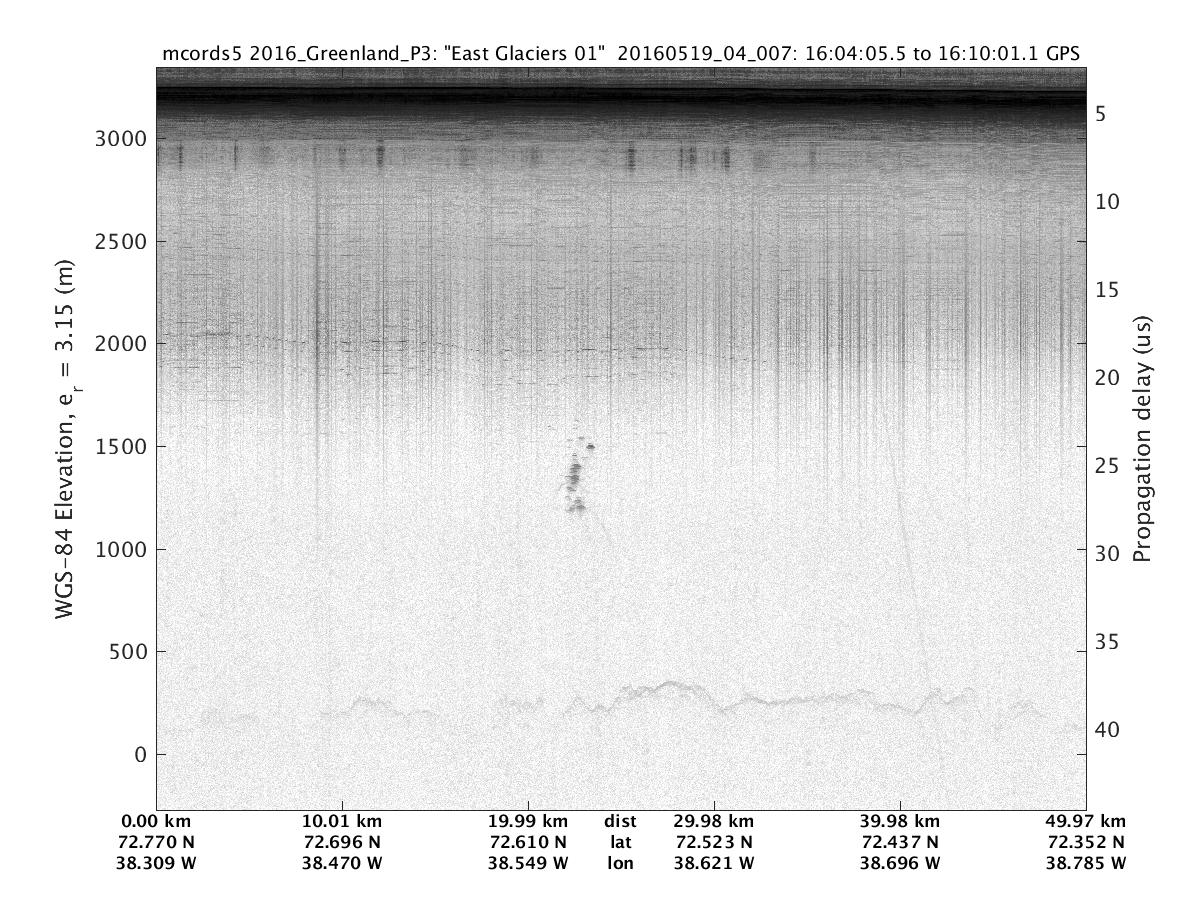 mcords5 2016_Greenland_P3: "East Glaciers 01"  20160519_04_007: 16:04:05.5 to 16:10:01.1 GPS
WGS-84 Elevation, e_r = 3.15 (m)
3000
2500
2000
1500
1000
500
0
5
10
15
20
25
30
35
40
Propagation delay (us)
0.00 km 10.01 km 19.99 km dist 29.98 km 39.98 km 49.97 km
72.770 N 72.696 N 72.610 N lat 72.523 N 72.437 N 72.352 N
38.309 W 38.470 W 38.549 W lon 38.621 W 38.696 W 38.785 W